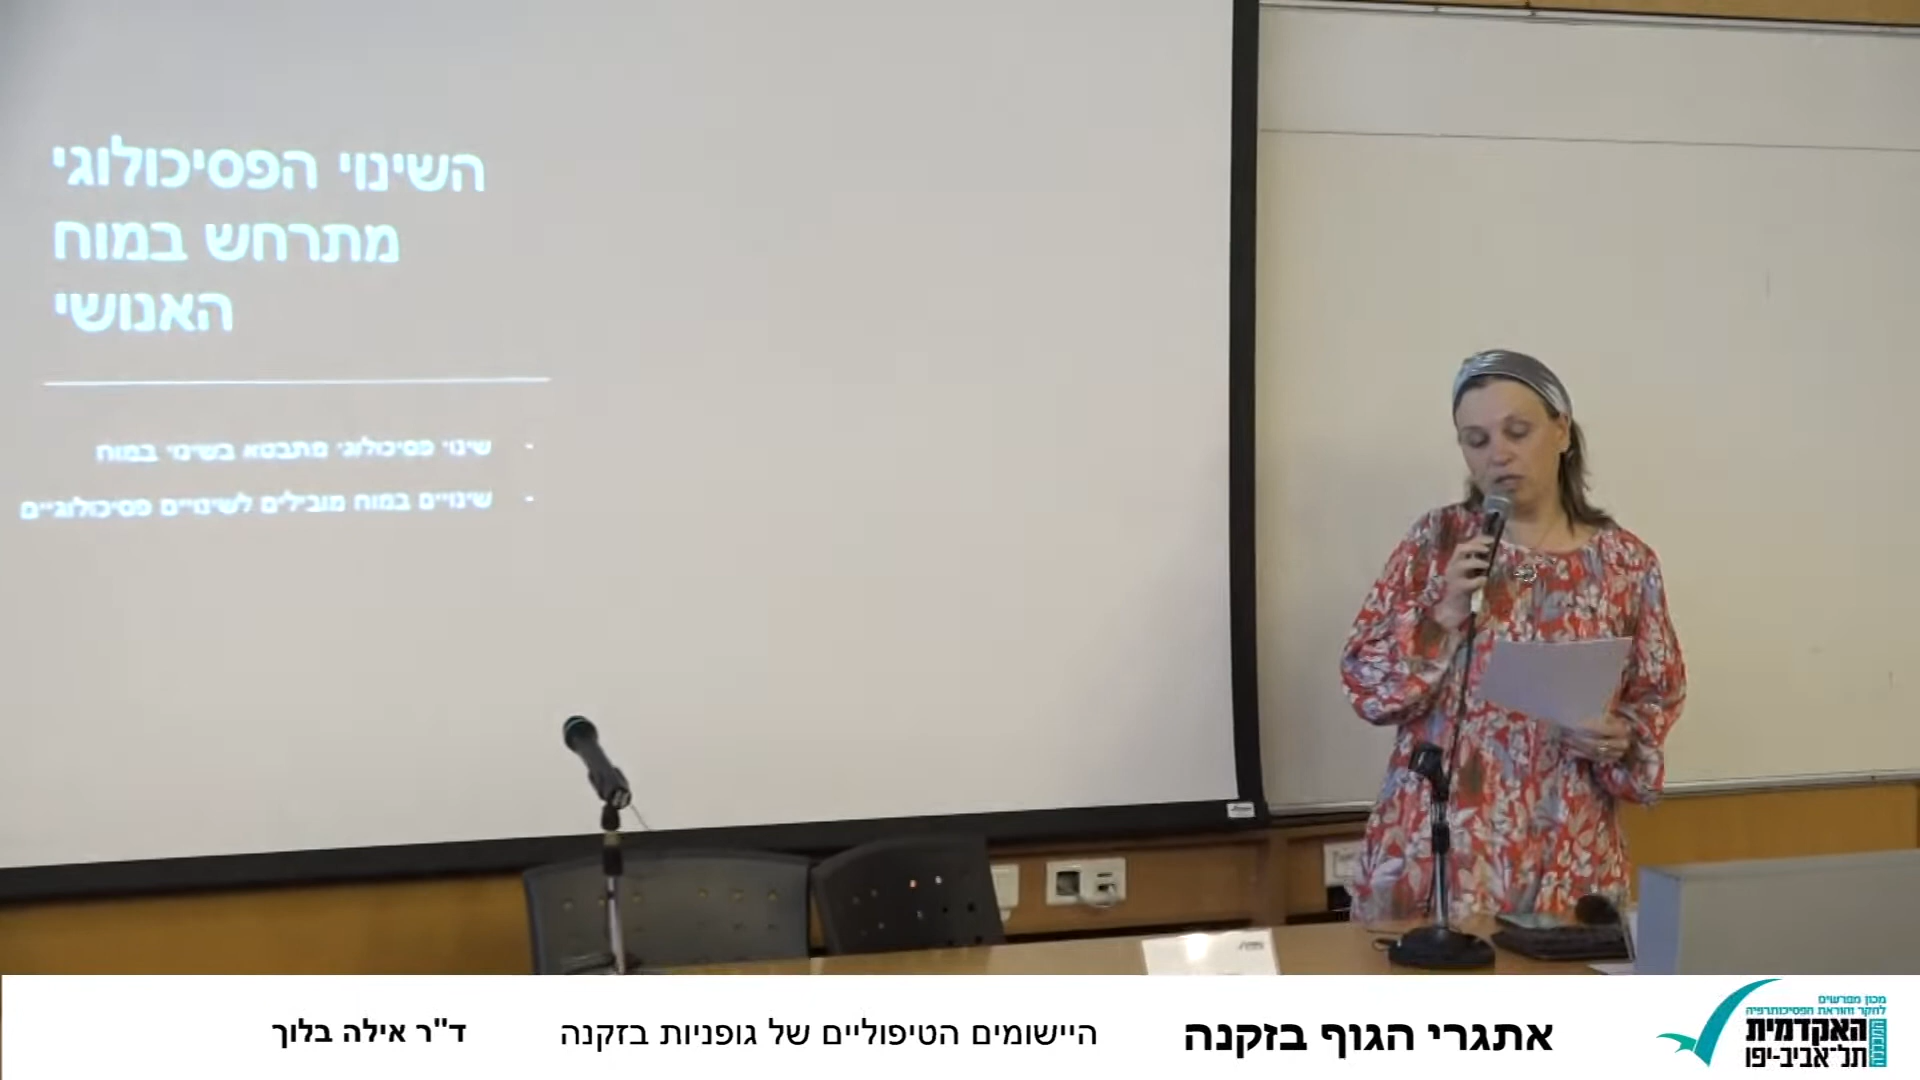 השינוי הפסיכולוגי
מתרחש במוח
האנושי
- שינוי פסיכולוגי מתבטא בשינוי במוח
- שינויים במוח מובילים לשינויים פסיכולוגיים
אתגרי הגוף בזקנה
היישומים הטיפוליים של גופניות בזקנה
ד"ר אילה בלוך
מכון מפרשים
לחקר והוראת הפסיכותרפיה
המכללה
האקדמית
תל-אביב-יפו